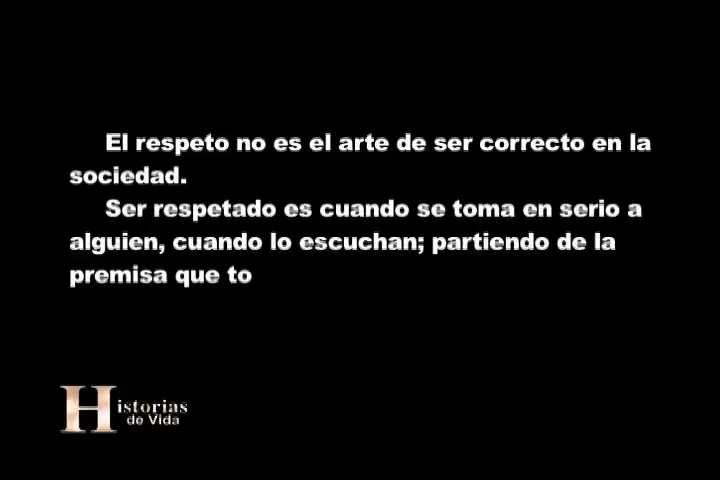 El respeto no es el arte de ser correcto en la
sociedad.
Ser respetado es cuando se toma en serio a
alguien, cuando lo escuchan; partiendo de la
premisa que to
Historias
de Vida